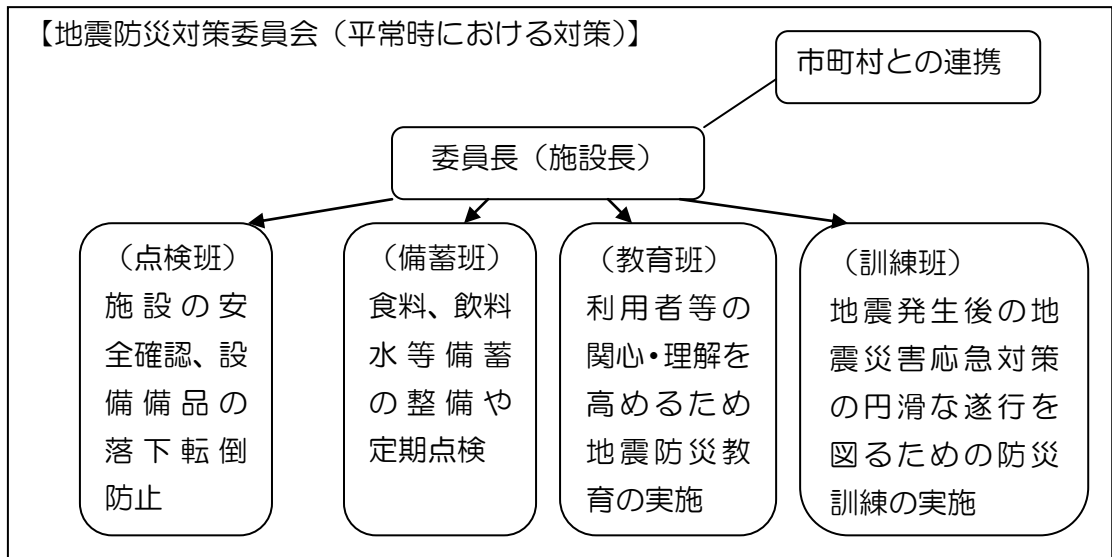 【地震防災対策委員会（平常時における対策）】
市町村との連携
委員長（施設長）
（点検班）
施設の安
全確認、設
備備品の
落下転倒
防止
（備蓄班）
食料、飲料
水等備蓄
の整備や
定期点検
（教育班）
利用者等の
関心・理解を
高めるため
地震防災教
育の実施
（訓練班）
地震発生後の地
震災害応急対策
の円滑な遂行を
図るための防災
訓練の実施